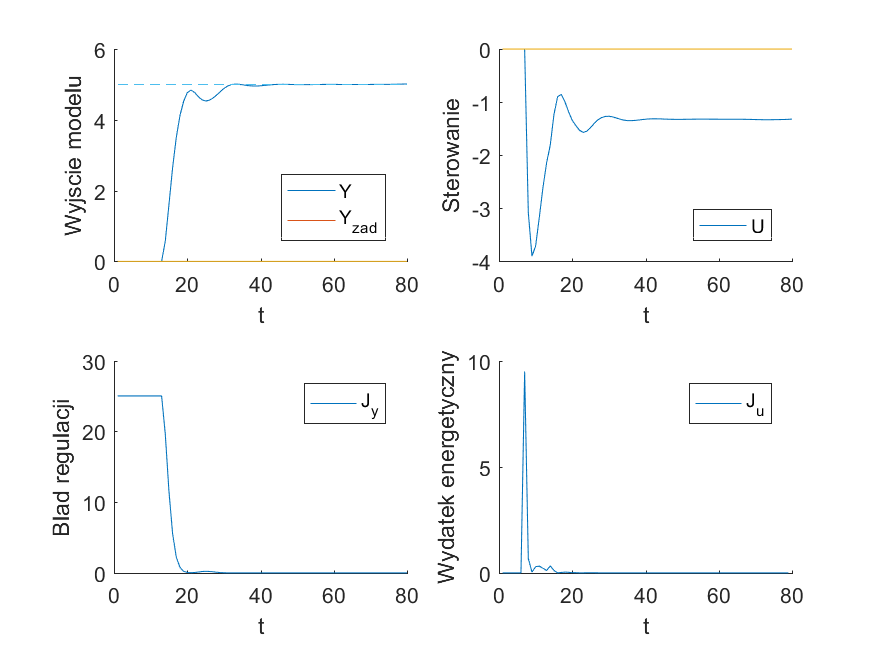 6
4
2
0
Wyjscie modelu
Y
Y_zad
0 20 40 60 80
t
0
-1
-2
-3
-4
Sterowanie
U
0 20 40 60 80
t
30
20
10
0
Blad regulacji
J_y
0 20 40 60 80
t
10
5
0
Wydatek energetyczny
J_u
0 20 40 60 80
t